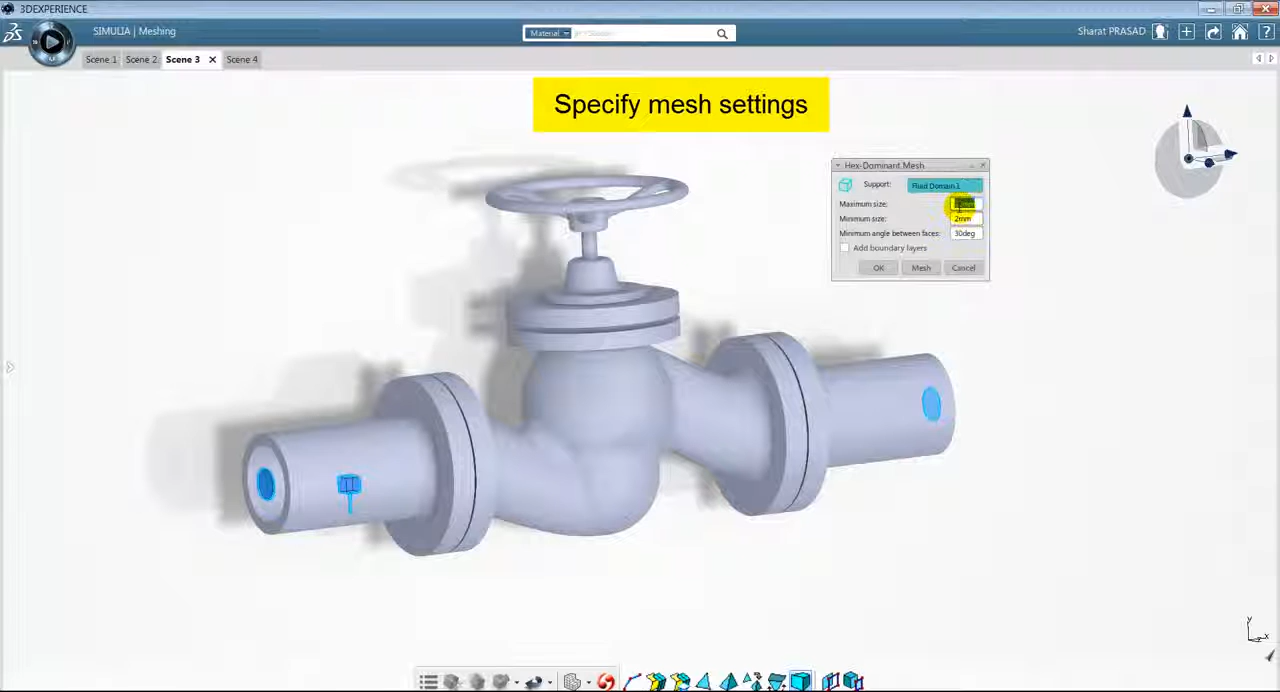 3DEXPERIENCE
SIMULIA | Meshing
Material
Sharat PRASAD
Scene 1
Scene 2
Scene 3
Scene 4
Specify mesh settings
Hex-Dominant Mesh
Support: Fluid Domain.1
Maximum size:
Minimum size: 2mm
Minimum angle between faces: 30deg
Add boundary layers
OK Mesh Cancel